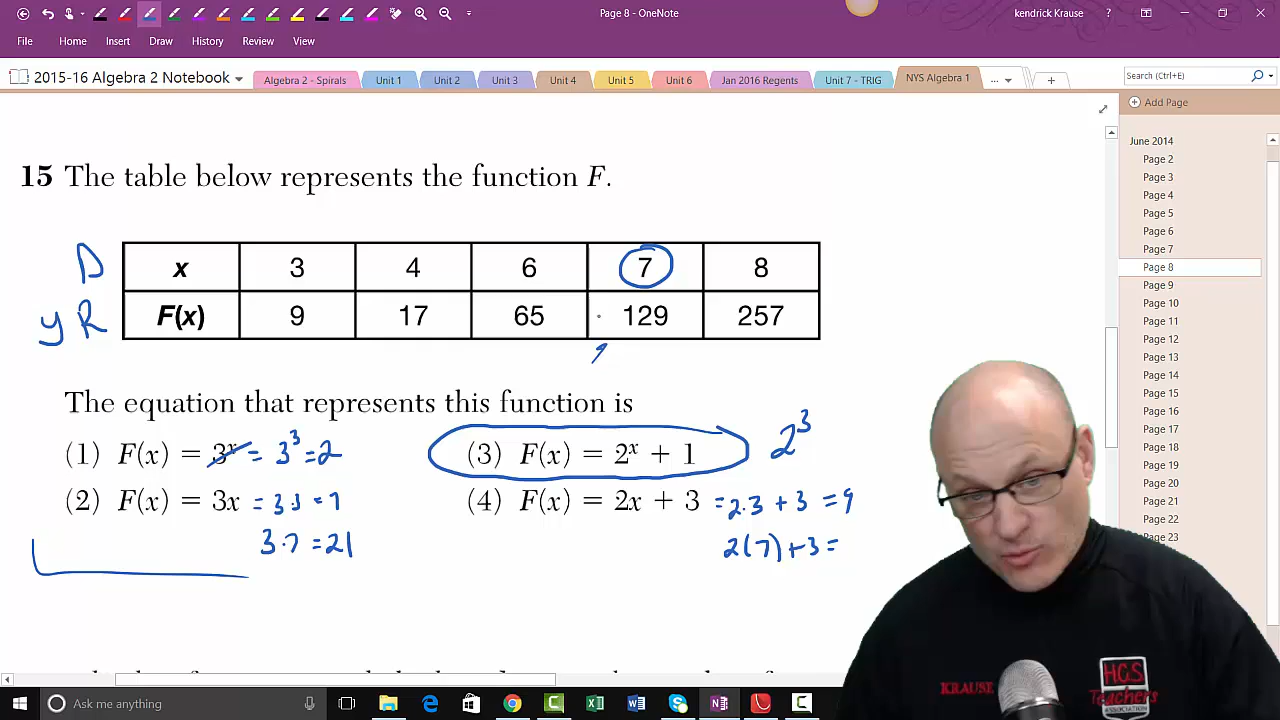 Page 8 - OneNote
kendrick Krause
?
File Home Insert Draw History Review View
2015-16 Algebra 2 Notebook
Algebra 2 - Spirals Unit 1 Unit 2 Unit 3 Unit 4 Unit 5 Unit 6 Jan 2016 Regents Unit 7 - TRIG NYS Algebra 1 ... +
Search (Ctrl+E)
Add Page
June 2014
Page 2
Page 3
Page 4
Page 5
Page 6
Page 7
Page 8
Page 9
Page 10
Page 11
Page 12
Page 13
Page 14
Page 15
Page 16
Page 17
Page 18
Page 19
Page 20
Page 21
Page 22
Page 23
15 The table below represents the function F.
D x 3 4 6 7 8
y R F(x) 9 17 65 129 257
The equation that represents this function is
(1) F(x) = 3ˣ = 3³ = 2
(3) F(x) = 2ˣ + 1 2³
(2) F(x) = 3x = 3·3 = 9
(4) F(x) = 2x + 3 = 2·3 + 3 = 9
3·7 = 21
2(7) + 3 =
KRAUSE
HCS
Teachers
ASSOCIATION
Ask me anything